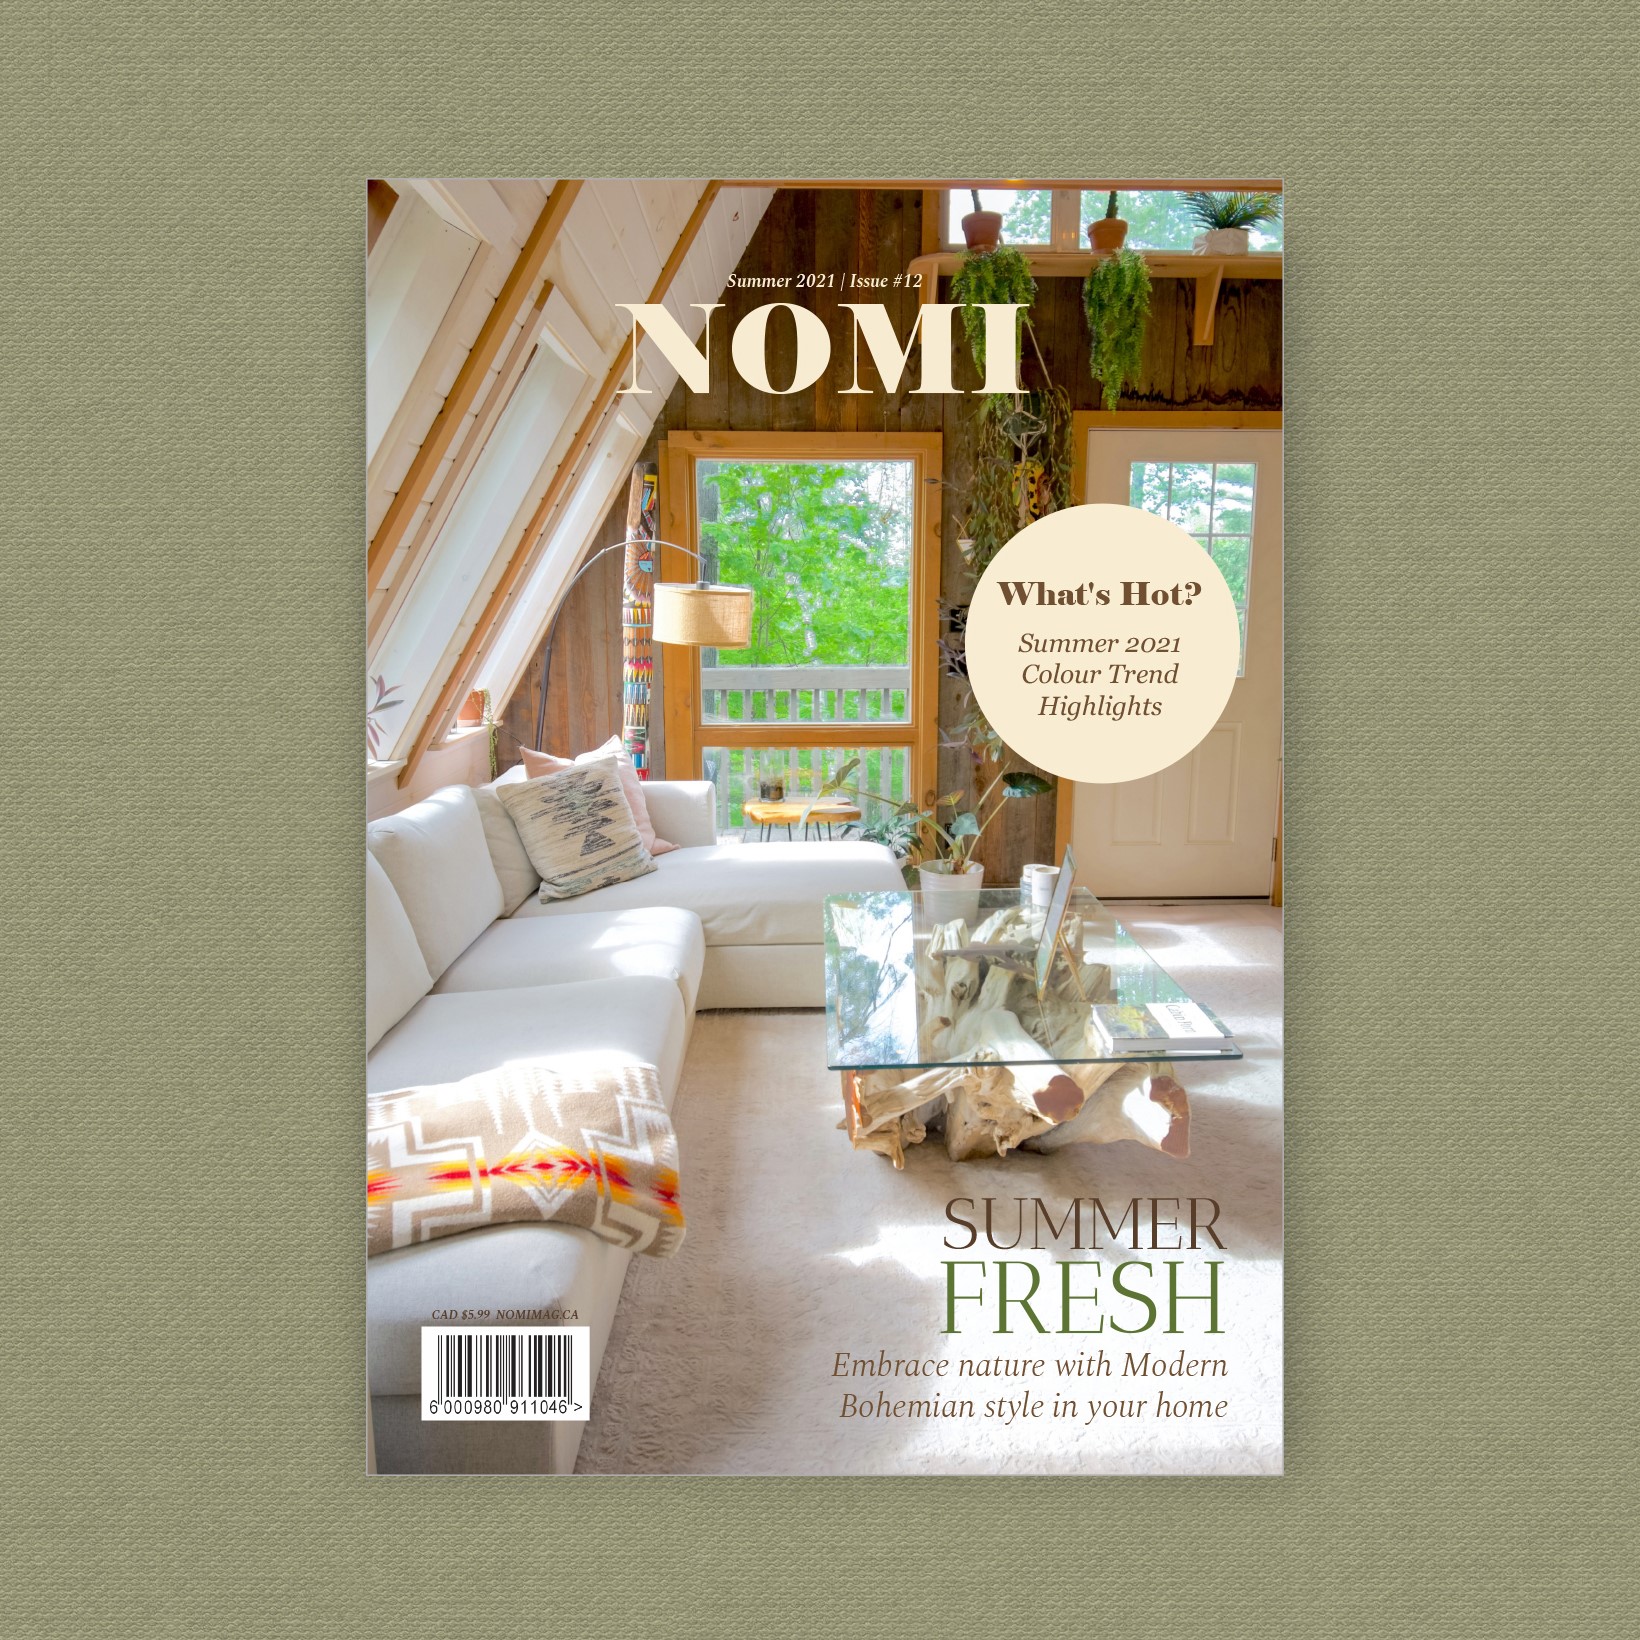 Summer 2021 | Issue #12
NOMI
What's Hot?
Summer 2021
Colour Trend
Highlights
SUMMER
FRESH
Embrace nature with Modern
Bohemian style in your home
CAD $5.99 NOMIMAG.CA
6 000980 911046 >